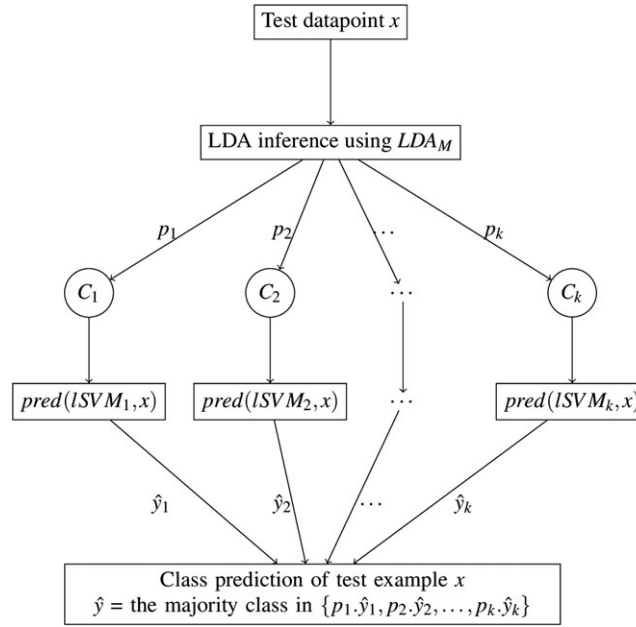 Test datapoint x
LDA inference using LDA_M
p_1 p_2 ... p_k
C_1 C_2 ... C_k
pred(lSVM_1,x) pred(lSVM_2,x) ... pred(lSVM_k,x)
ŷ_1 ŷ_2 ... ŷ_k
Class prediction of test example x
ŷ = the majority class in {p_1.ŷ_1, p_2.ŷ_2, ..., p_k.ŷ_k}